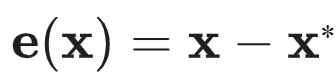 e(x) = x − x*